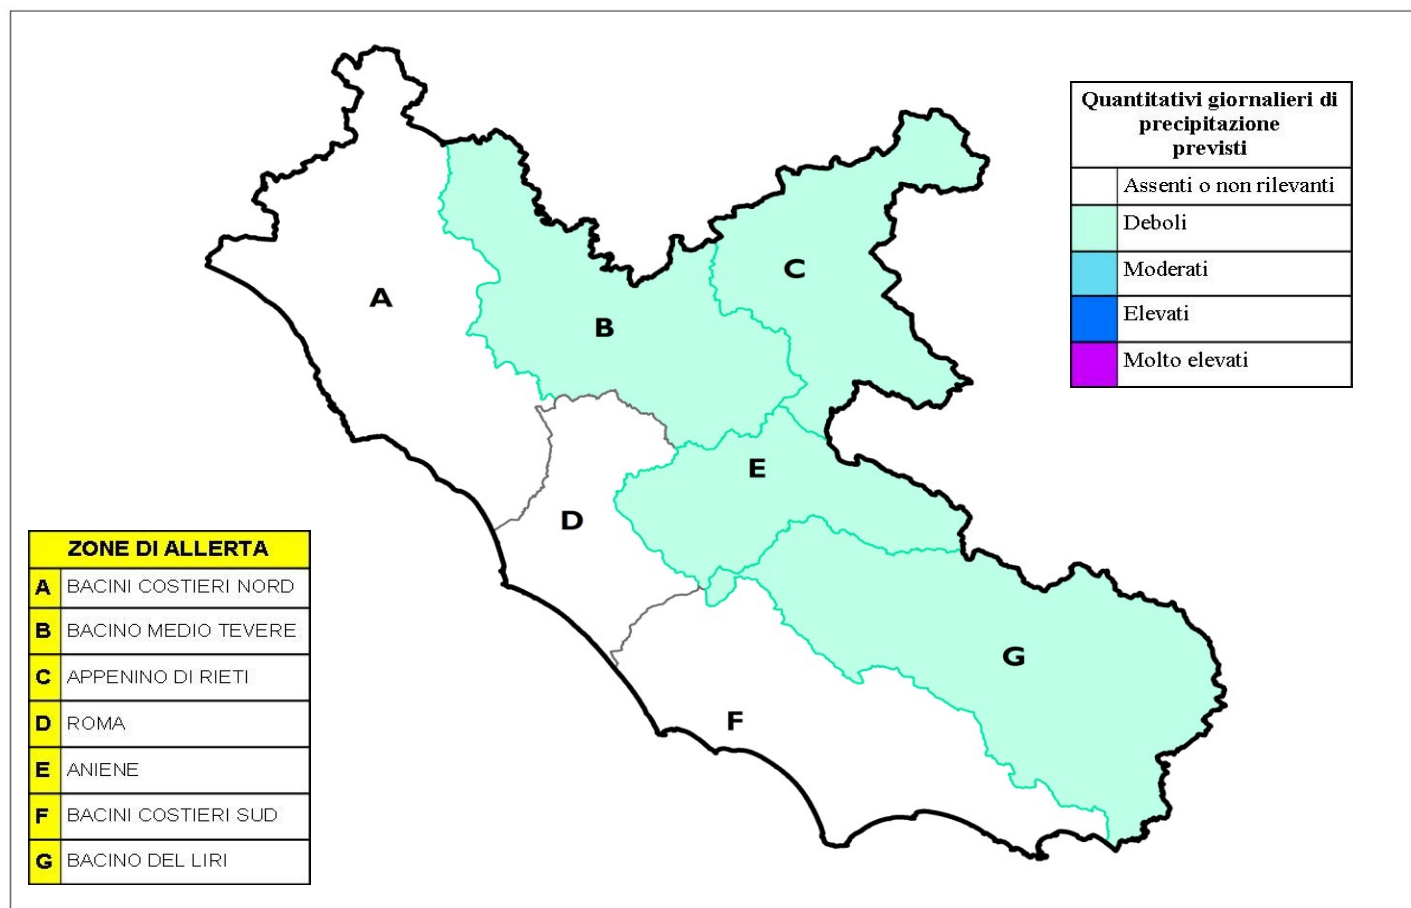 Quantitativi giornalieri di
precipitazione
previsti
Assenti o non rilevanti
Deboli
Moderati
Elevati
Molto elevati
A
B
C
D
E
F
G
ZONE DI ALLERTA
A BACINI COSTIERI NORD
B BACINO MEDIO TEVERE
C APPENINO DI RIETI
D ROMA
E ANIENE
F BACINI COSTIERI SUD
G BACINO DEL LIRI